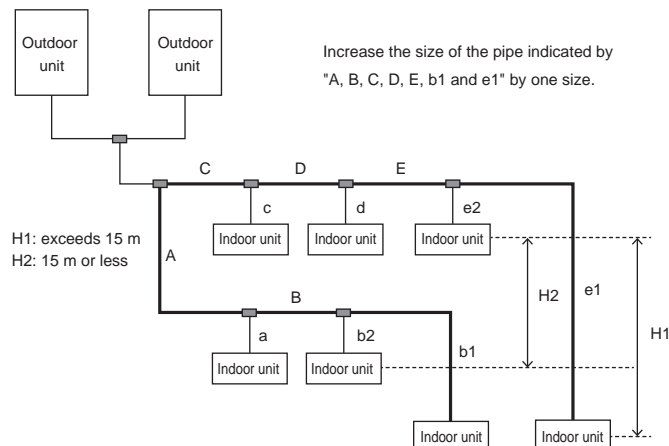 Outdoor
unit
Outdoor
unit
Increase the size of the pipe indicated by
"A, B, C, D, E, b1 and e1" by one size.
C
D
E
c
d
e2
Indoor unit
Indoor unit
Indoor unit
H1: exceeds 15 m
H2: 15 m or less
A
H2
e1
H1
B
a
b2
b1
Indoor unit
Indoor unit
Indoor unit
Indoor unit